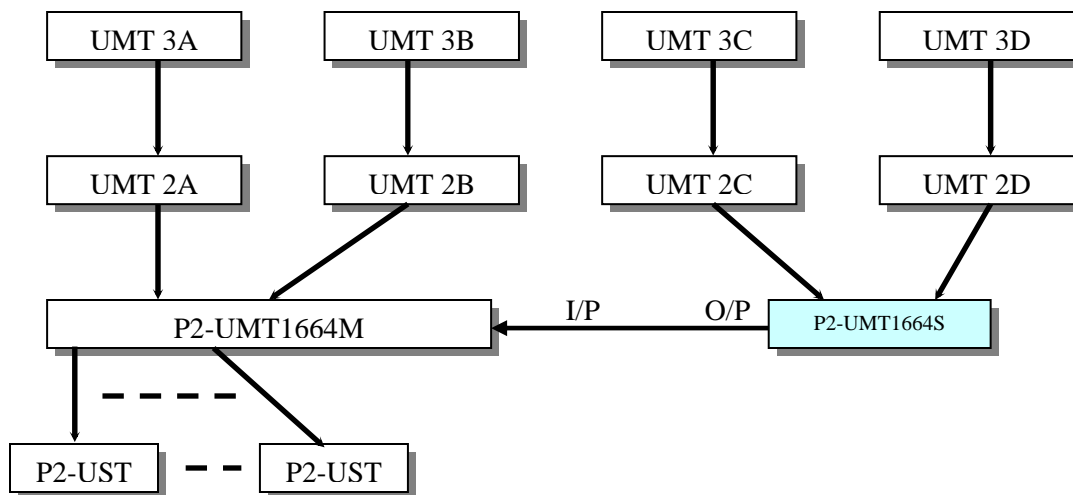 UMT 3A
UMT 3B
UMT 3C
UMT 3D
UMT 2A
UMT 2B
UMT 2C
UMT 2D
I/P
O/P
P2-UMT1664M
P2-UMT1664S
P2-UST
P2-UST